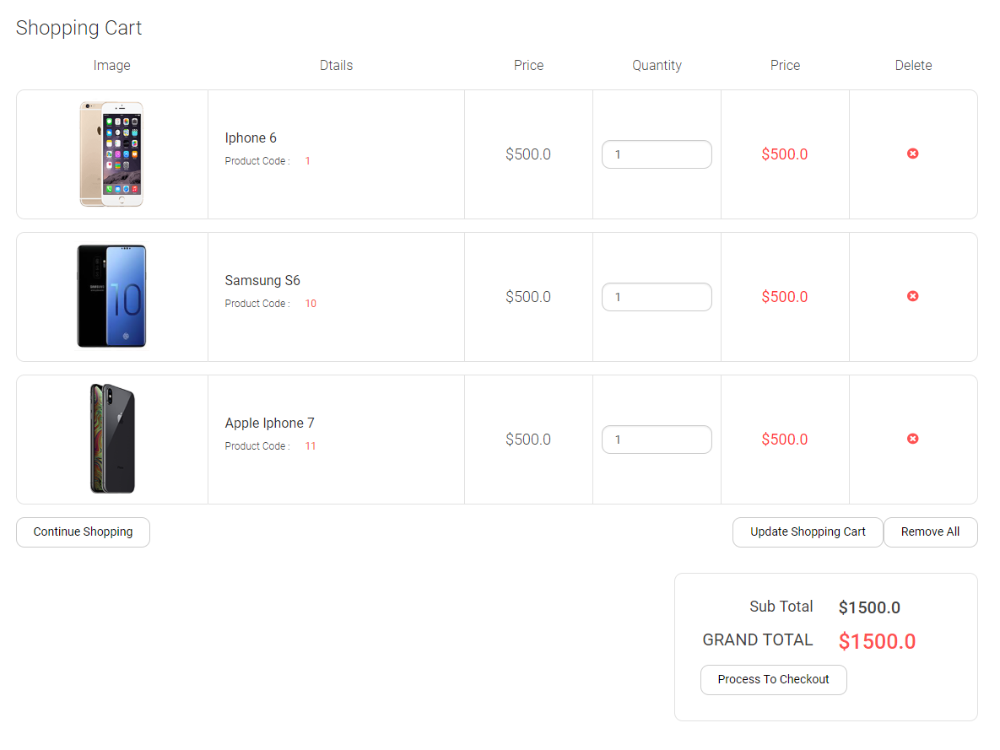 Shopping Cart
Image Dtails Price Quantity Price Delete
Iphone 6
Product Code : 1
$500.0 1 $500.0
SAMSUNG
10
Samsung S6
Product Code : 10
$500.0 1 $500.0
Apple Iphone 7
Product Code : 11
$500.0 1 $500.0
Continue Shopping Update Shopping Cart Remove All
Sub Total $1500.0
GRAND TOTAL $1500.0
Process To Checkout